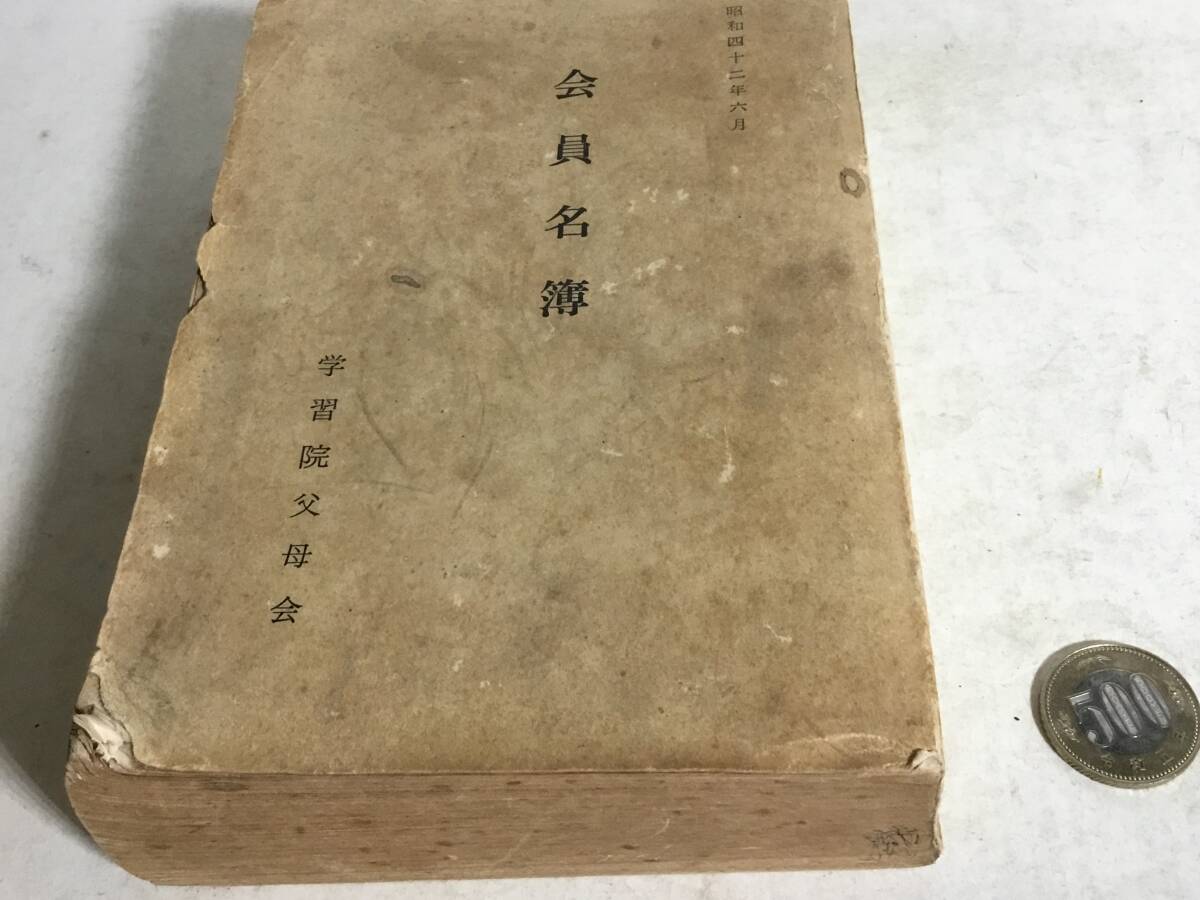 昭和四十二年六月
会員名簿
学習院父母会
500